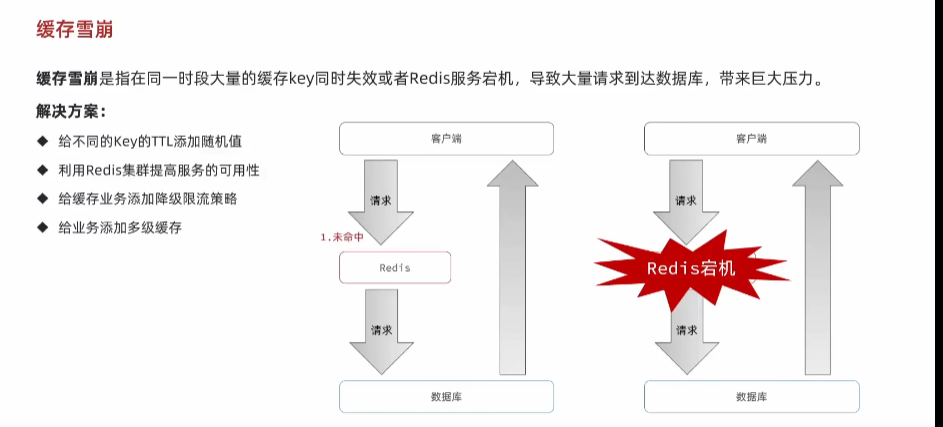 缓存雪崩
缓存雪崩是指在同一时段大量的缓存key同时失效或者Redis服务宕机，导致大量请求到达数据库，带来巨大压力。
解决方案：
◆ 给不同的Key的TTL添加随机值
◆ 利用Redis集群提高服务的可用性
◆ 给缓存业务添加降级限流策略
◆ 给业务添加多级缓存
客户端
请求
1.未命中
Redis
请求
数据库
客户端
请求
Redis宕机
请求
数据库